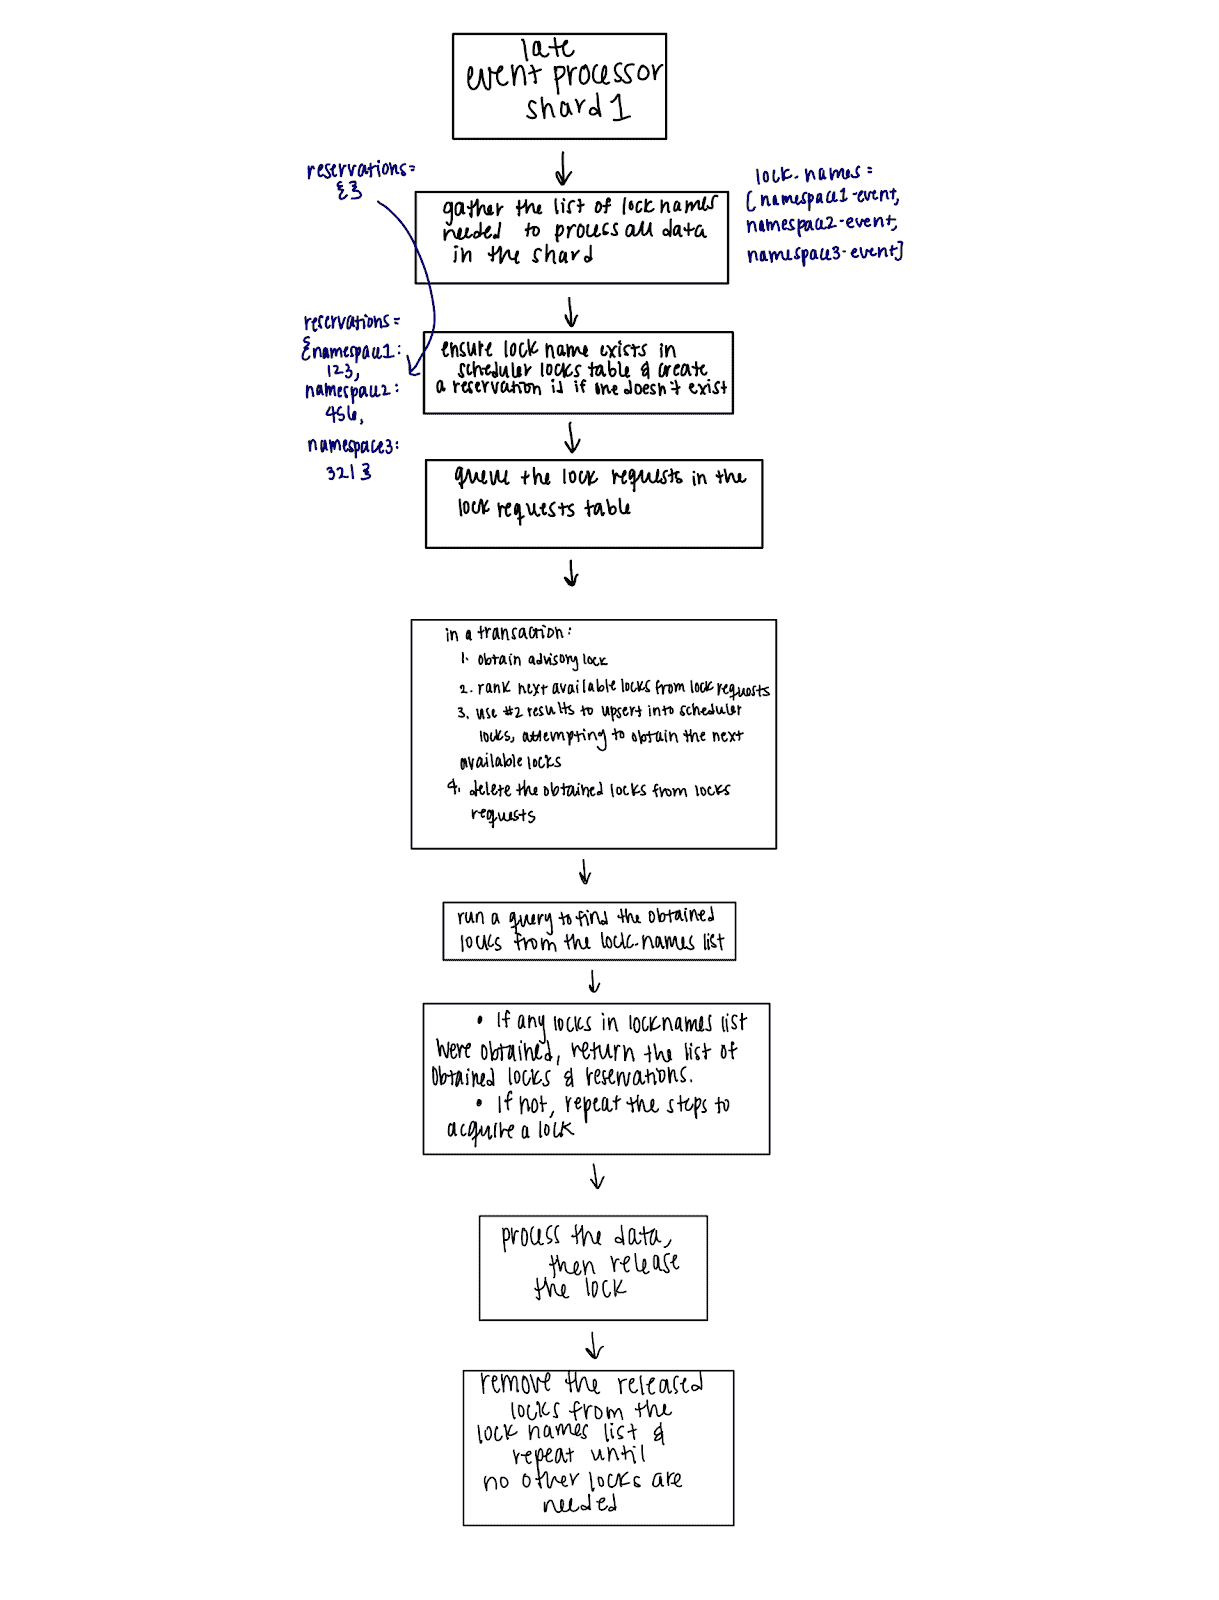 late
event processor
shard 1
reservations=
{}
gather the list of lock names
needed to process all data
in the shard
lock-names =
[namespace1-event,
namespace2-event,
namespace3-event]
reservations=
{namespace1:
123,
namespace2:
456,
namespace3:
321}
ensure lock name exists in
scheduler locks table & create
a reservation id if one doesn't exist
queue the lock requests in the
lock requests table
in a transaction:
1. obtain advisory lock
2. rank next available locks from lock requests
3. use #2 results to upsert into scheduler
locks, attempting to obtain the next
available locks
4. delete the obtained locks from locks
requests
run a query to find the obtained
locks from the lock-names list
• If any locks in locknames list
were obtained, return the list of
obtained locks & reservations.
• If not, repeat the steps to
acquire a lock
process the data,
then release
the lock
remove the released
locks from the
lock names list &
repeat until
no other locks are
needed